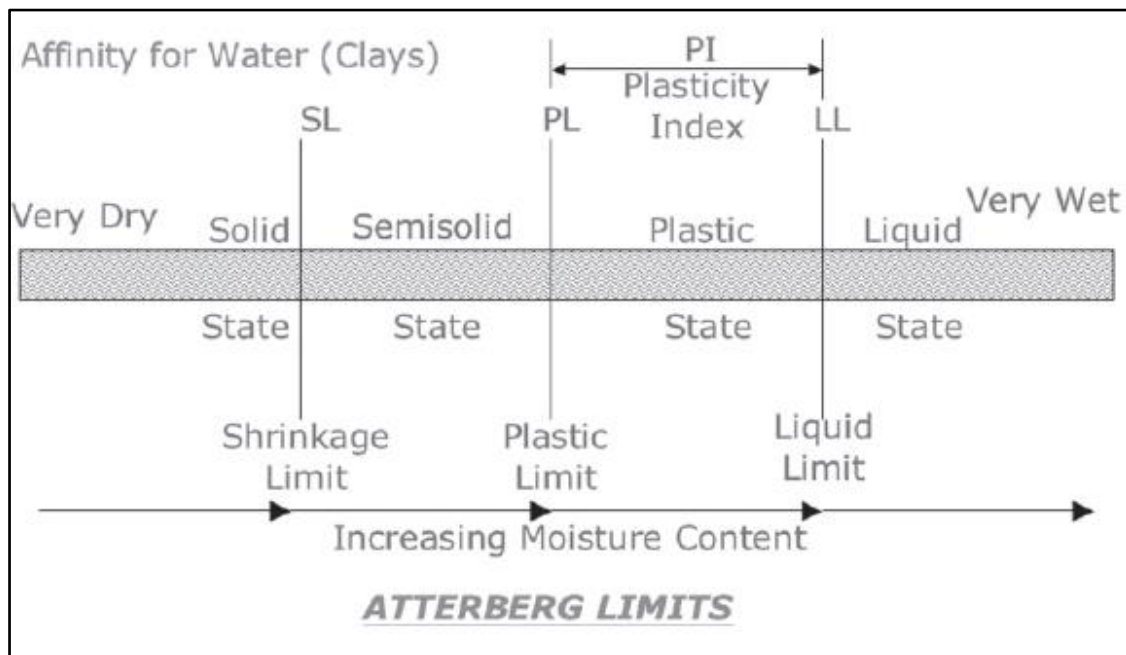 Affinity for Water (Clays)
PI
Plasticity
Index
SL
PL
LL
Very Dry
Solid
Semisolid
Plastic
Liquid
Very Wet
State
State
State
State
Shrinkage
Limit
Plastic
Limit
Liquid
Limit
Increasing Moisture Content
ATTERBERG LIMITS